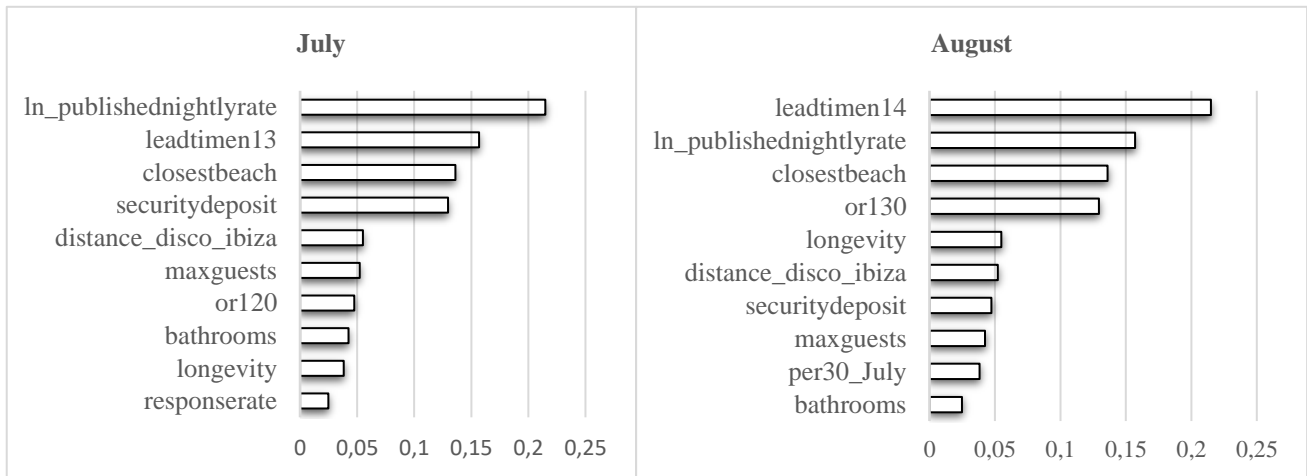 July
ln_publishednightlyrate
leadtimen13
closestbeach
securitydeposit
distance_disco_ibiza
maxguests
or120
bathrooms
longevity
responserate
0 0,05 0,1 0,15 0,2 0,25
August
leadtimen14
ln_publishednightlyrate
closestbeach
or130
longevity
distance_disco_ibiza
securitydeposit
maxguests
per30_July
bathrooms
0 0,05 0,1 0,15 0,2 0,25